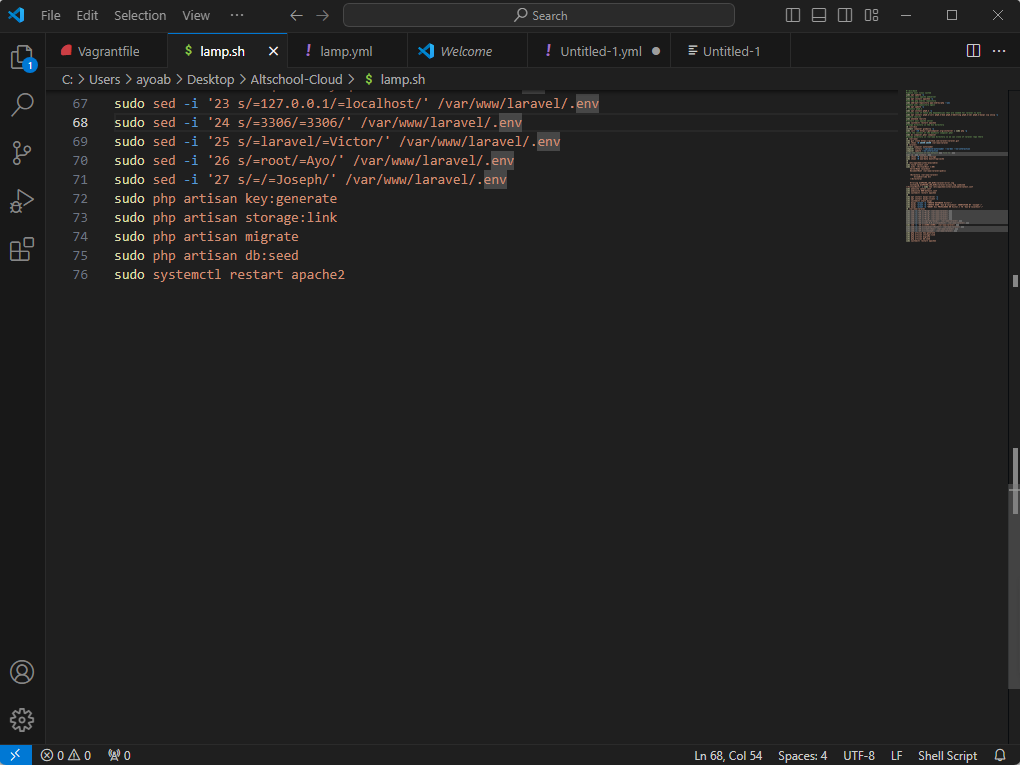 File Edit Selection View ··· Search
1
Vagrantfile $ lamp.sh ! lamp.yml Welcome ! Untitled-1.yml Untitled-1
C: > Users > ayoab > Desktop > Altschool-Cloud > $ lamp.sh
67 sudo sed -i '23 s/=127.0.0.1/=localhost/' /var/www/laravel/.env
68 sudo sed -i '24 s/=3306/=3306/' /var/www/laravel/.env
69 sudo sed -i '25 s/=laravel/=Victor/' /var/www/laravel/.env
70 sudo sed -i '26 s/=root/=Ayo/' /var/www/laravel/.env
71 sudo sed -i '27 s/=/=Joseph/' /var/www/laravel/.env
72 sudo php artisan key:generate
73 sudo php artisan storage:link
74 sudo php artisan migrate
75 sudo php artisan db:seed
76 sudo systemctl restart apache2
0 0 0 Ln 68, Col 54 Spaces: 4 UTF-8 LF Shell Script